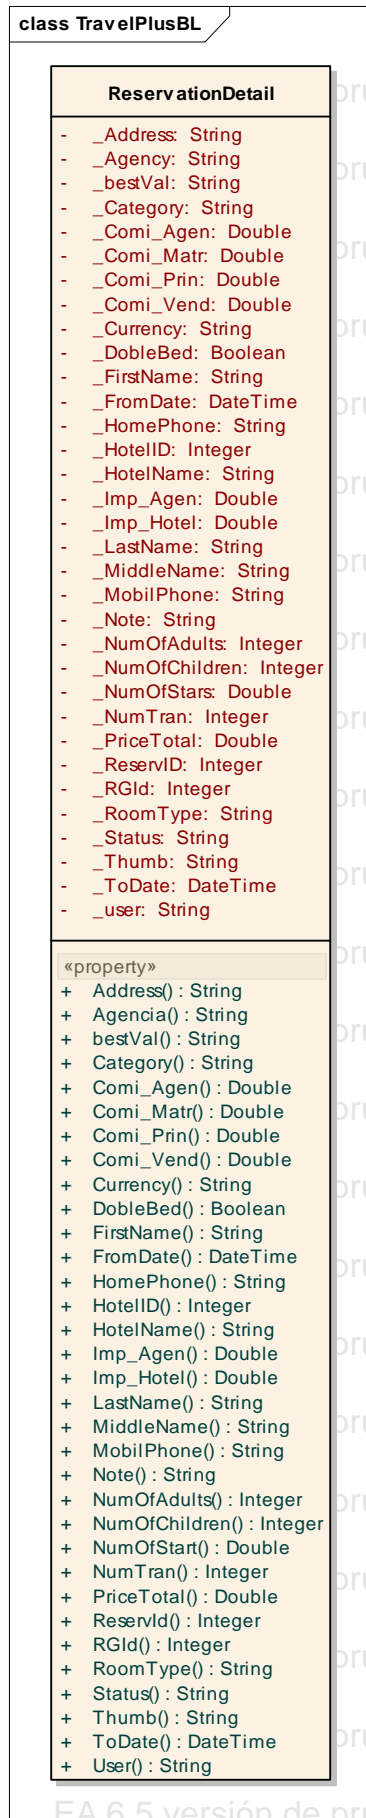 class TravelPlusBL
ReservationDetail
- _Address: String
- _Agency: String
- _bestVal: String
- _Category: String
- _Comi_Agen: Double
- _Comi_Matr: Double
- _Comi_Prin: Double
- _Comi_Vend: Double
- _Currency: String
- _DobleBed: Boolean
- _FirstName: String
- _FromDate: DateTime
- _HomePhone: String
- _HotelID: Integer
- _HotelName: String
- _Imp_Agen: Double
- _Imp_Hotel: Double
- _LastName: String
- _MiddleName: String
- _MobilPhone: String
- _Note: String
- _NumOfAdults: Integer
- _NumOfChildren: Integer
- _NumOfStars: Double
- _NumTran: Integer
- _PriceTotal: Double
- _ReservID: Integer
- _RGId: Integer
- _RoomType: String
- _Status: String
- _Thumb: String
- _ToDate: DateTime
- _user: String
«property»
+ Address() : String
+ Agencia() : String
+ bestVal() : String
+ Category() : String
+ Comi_Agen() : Double
+ Comi_Matr() : Double
+ Comi_Prin() : Double
+ Comi_Vend() : Double
+ Currency() : String
+ DobleBed() : Boolean
+ FirstName() : String
+ FromDate() : DateTime
+ HomePhone() : String
+ HotelID() : Integer
+ HotelName() : String
+ Imp_Agen() : Double
+ Imp_Hotel() : Double
+ LastName() : String
+ MiddleName() : String
+ MobilPhone() : String
+ Note() : String
+ NumOfAdults() : Integer
+ NumOfChildren() : Integer
+ NumOfStart() : Double
+ NumTran() : Integer
+ PriceTotal() : Double
+ ReservId() : Integer
+ RGId() : Integer
+ RoomType() : String
+ Status() : String
+ Thumb() : String
+ ToDate() : DateTime
+ User() : String
EA 6.5 versión de pru